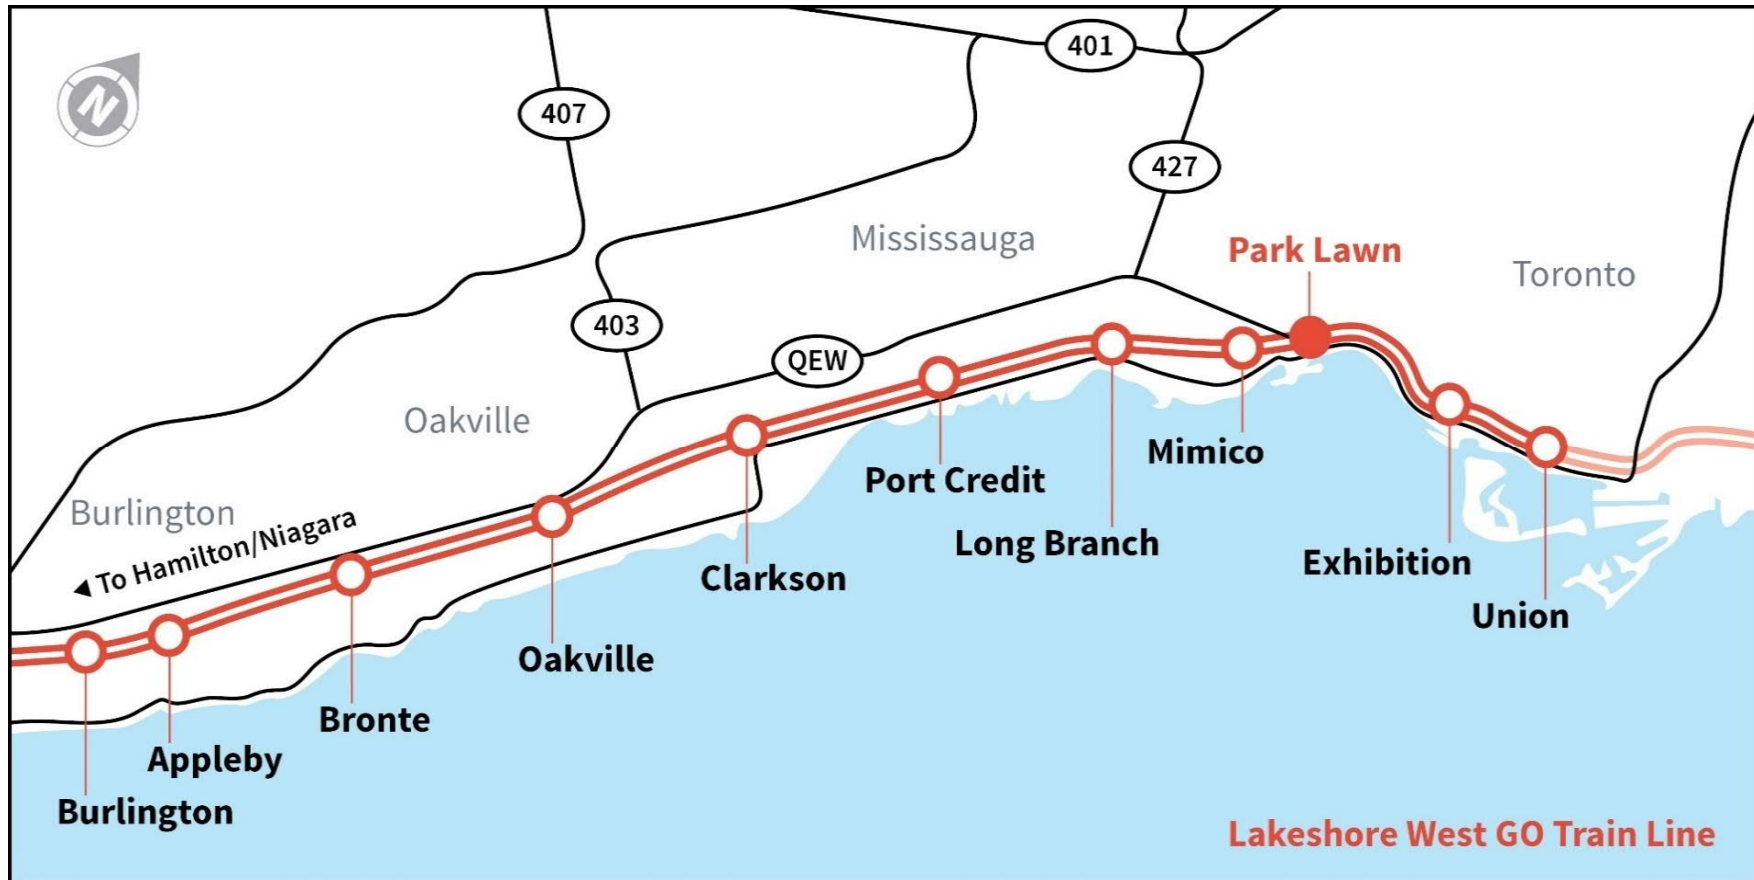 N
401
407
427
Mississauga
Park Lawn
Toronto
403
QEW
Oakville
Burlington
◄ To Hamilton/Niagara
Mimico
Port Credit
Long Branch
Exhibition
Clarkson
Union
Oakville
Bronte
Appleby
Burlington
Lakeshore West GO Train Line